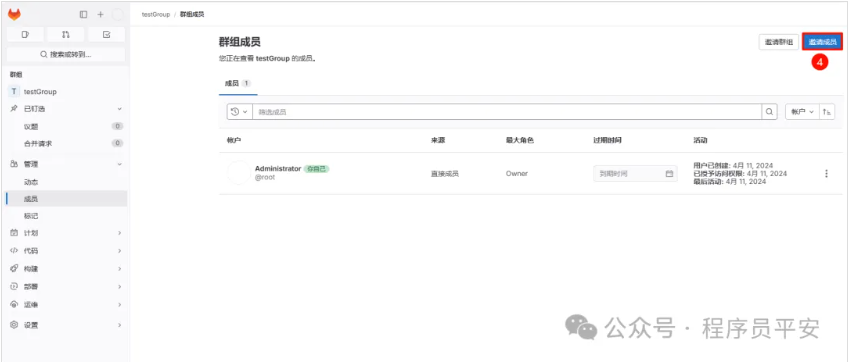 testGroup / 群组成员
搜索或转到...
群组
T testGroup
已钉选
议题 0
合并请求 0
管理
动态
成员
标记
计划
代码
构建
部署
运维
设置
群组成员
您正在查看 testGroup 的成员。
邀请群组
邀请成员
4
成员 1
筛选成员
帐户
帐户
来源
最大角色
过期时间
活动
Administrator 你自己
@root
直接成员
Owner
到期时间
用户已创建: 4月 11, 2024
已授予访问权限: 4月 11, 2024
最后活动: 4月 11, 2024
公众号 · 程序员平安